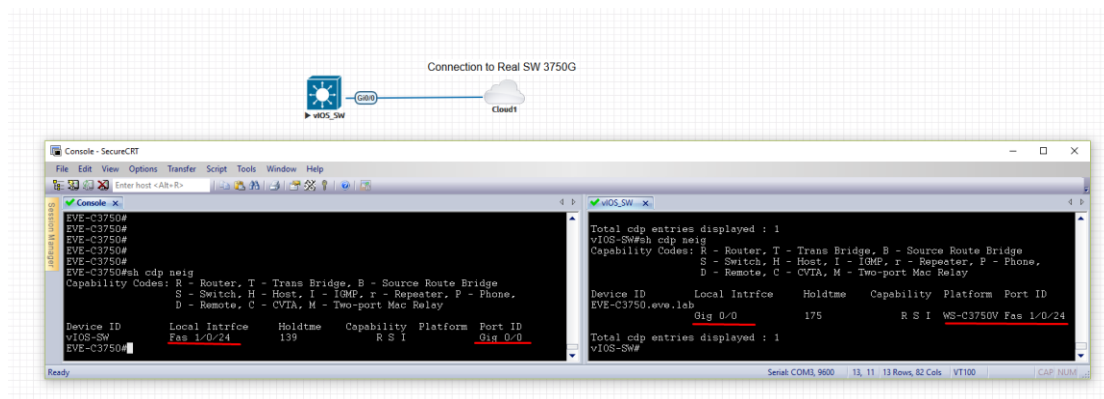 Connection to Real SW 3750G
Gi0/0
vIOS_SW
Cloud1
Console - SecureCRT
File Edit View Options Transfer Script Tools Window Help
Enter host <Alt+R>
Session Manager
Console
EVE-C3750#
EVE-C3750#
EVE-C3750#
EVE-C3750#
EVE-C3750#
EVE-C3750#sh cdp neig
Capability Codes: R - Router, T - Trans Bridge, B - Source Route Bridge
S - Switch, H - Host, I - IGMP, r - Repeater, P - Phone,
D - Remote, C - CVTA, M - Two-port Mac Relay
Device ID Local Intrfce Holdtme Capability Platform Port ID
vIOS-SW Fas 1/0/24 139 R S I Gig 0/0
EVE-C3750#
vIOS_SW
Total cdp entries displayed : 1
vIOS-SW#sh cdp neig
Capability Codes: R - Router, T - Trans Bridge, B - Source Route Bridge
S - Switch, H - Host, I - IGMP, r - Repeater, P - Phone,
D - Remote, C - CVTA, M - Two-port Mac Relay
Device ID Local Intrfce Holdtme Capability Platform Port ID
EVE-C3750.eve.lab
Gig 0/0 175 R S I WS-C3750V Fas 1/0/24
Total cdp entries displayed : 1
vIOS-SW#
Ready
Serial: COM3, 9600 13, 11 13 Rows, 82 Cols VT100 CAP NUM